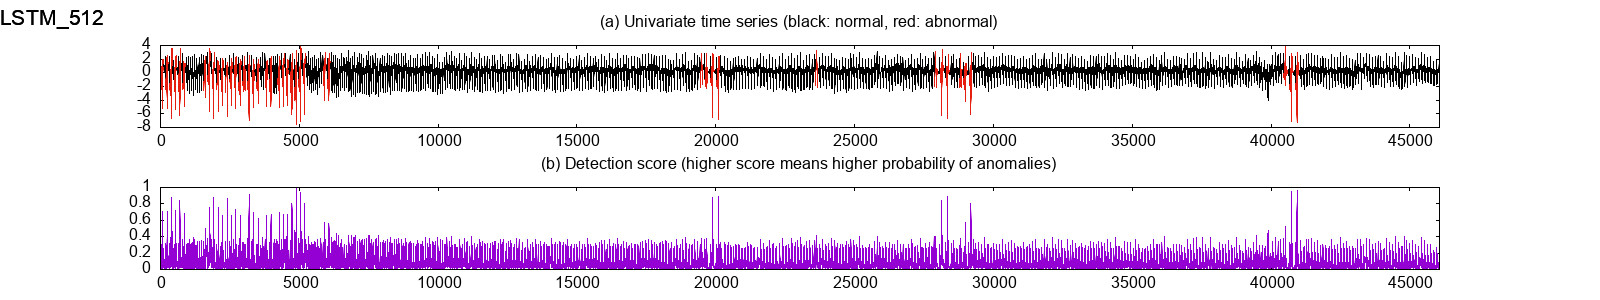 LSTM_512
(a) Univariate time series (black: normal, red: abnormal)
4
2
0
-2
-4
-6
-8
0 5000 10000 15000 20000 25000 30000 35000 40000 45000
(b) Detection score (higher score means higher probability of anomalies)
1
0.8
0.6
0.4
0.2
0
0 5000 10000 15000 20000 25000 30000 35000 40000 45000